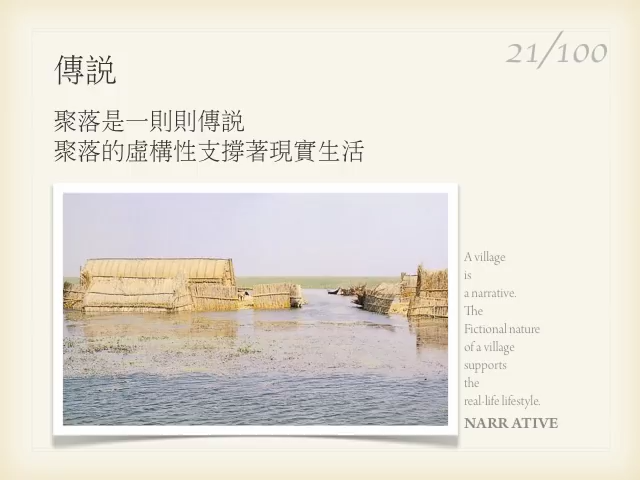 21/100
傳説
聚落是一則則傳説
聚落的虛構性支撐著現實生活
A village
is
a narrative.
The
Fictional nature
of a village
supports
the
real-life lifestyle.
NARR ATIVE